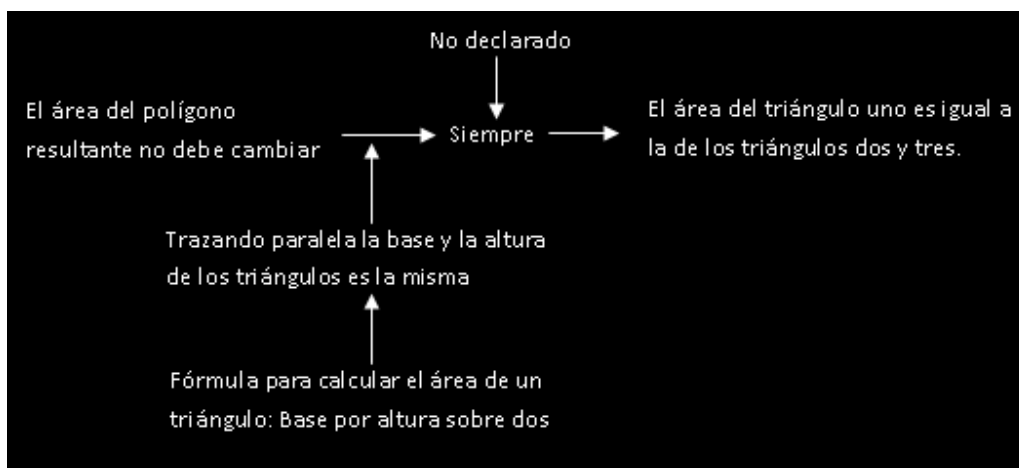 No declarado
El área del polígono
resultante no debe cambiar
Siempre
El área del triángulo uno es igual a
la de los triángulos dos y tres.
Trazando paralela la base y la altura
de los triángulos es la misma
Fórmula para calcular el área de un
triángulo: Base por altura sobre dos